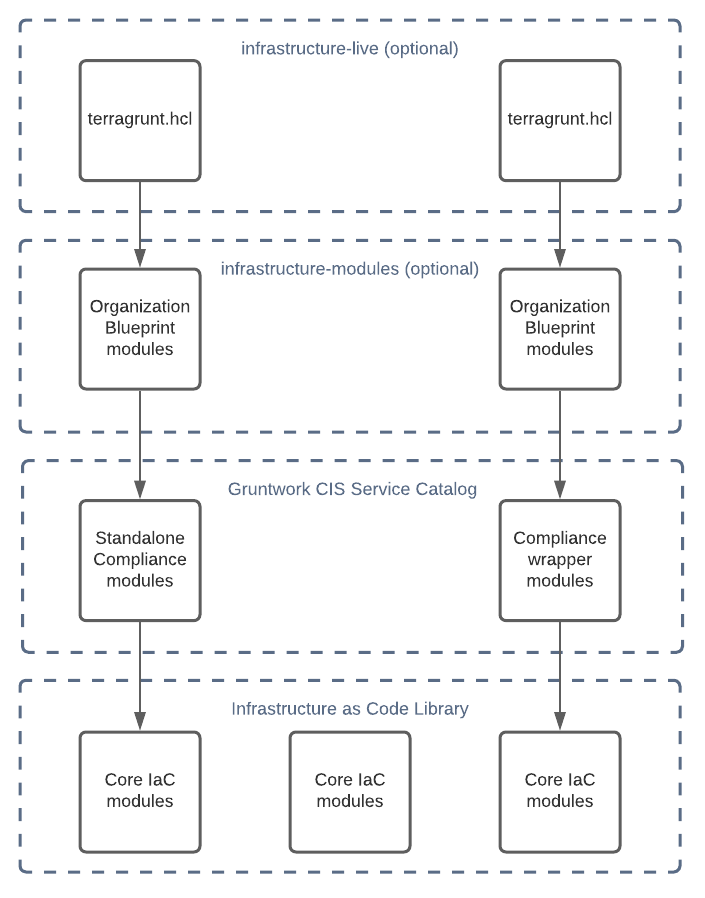 infrastructure-live (optional)
terragrunt.hcl
terragrunt.hcl
infrastructure-modules (optional)
Organization
Blueprint
modules
Organization
Blueprint
modules
Gruntwork CIS Service Catalog
Standalone
Compliance
modules
Compliance
wrapper
modules
Infrastructure as Code Library
Core IaC
modules
Core IaC
modules
Core IaC
modules